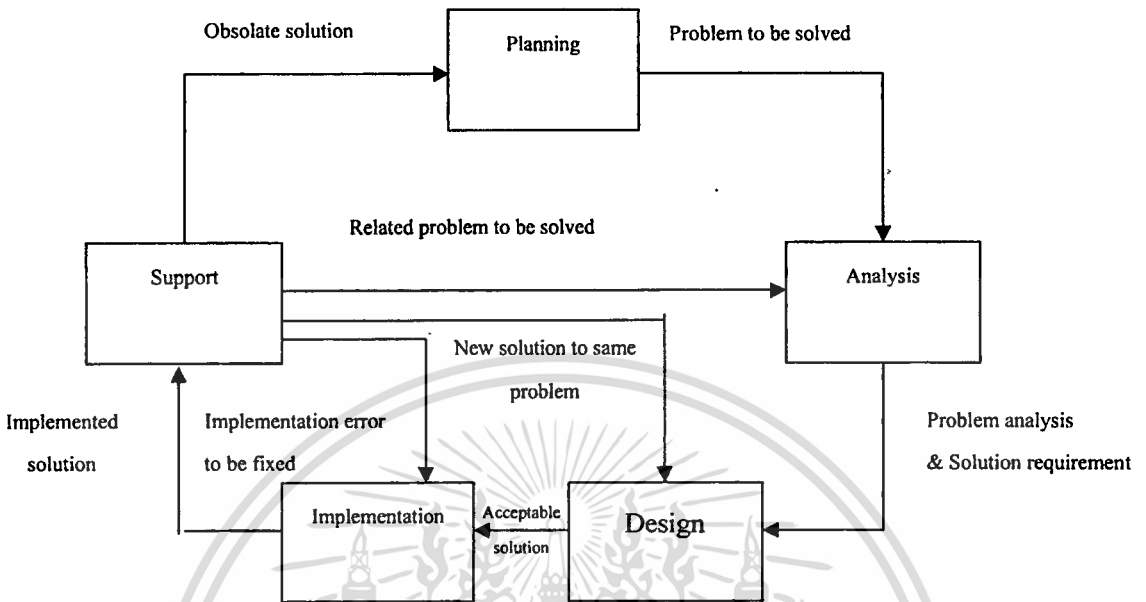 Obsolate solution
Planning
Problem to be solved
Related problem to be solved
Support
Analysis
New solution to same
problem
Implemented
solution
Implementation error
to be fixed
Problem analysis
& Solution requirement
Implementation
Acceptable
solution
Design